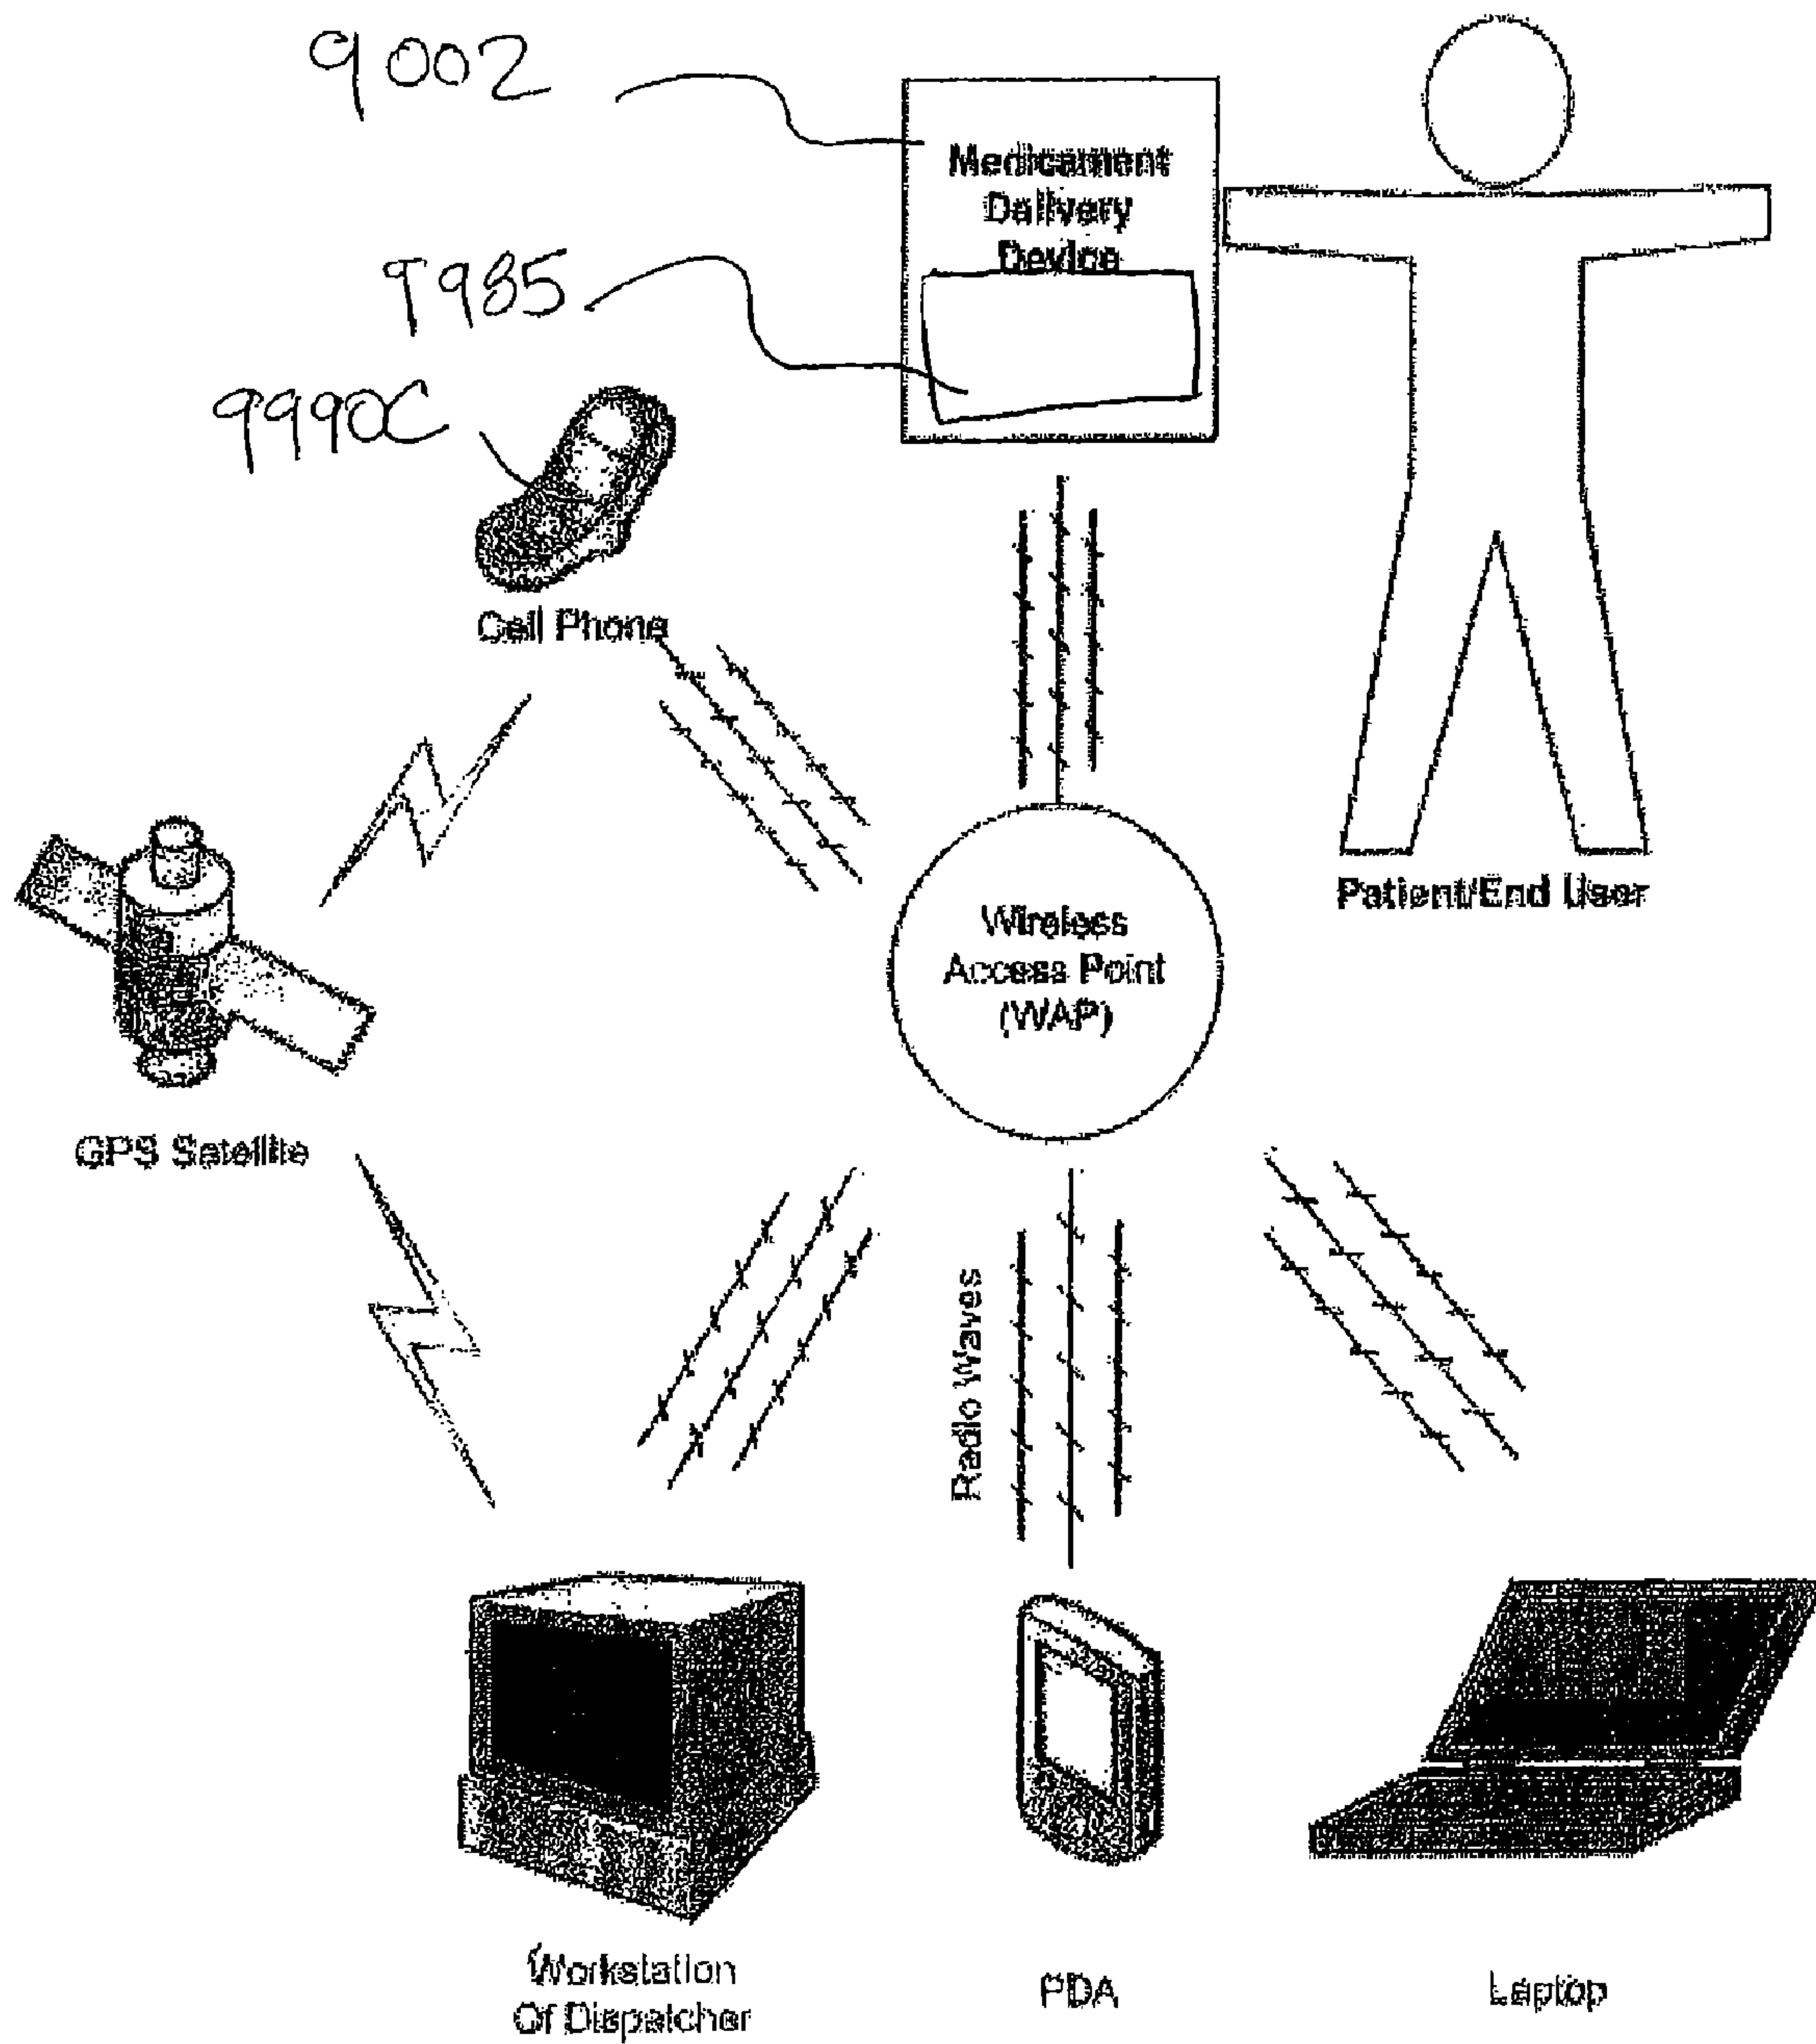 9002
Medicament
Delivery
Device
9985
9990C
Cell Phone
Patient/End User
Wireless
Access Point
(WAP)
GPS Satellite
Radio Waves
Workstation
Of Dispatcher
PDA
Laptop